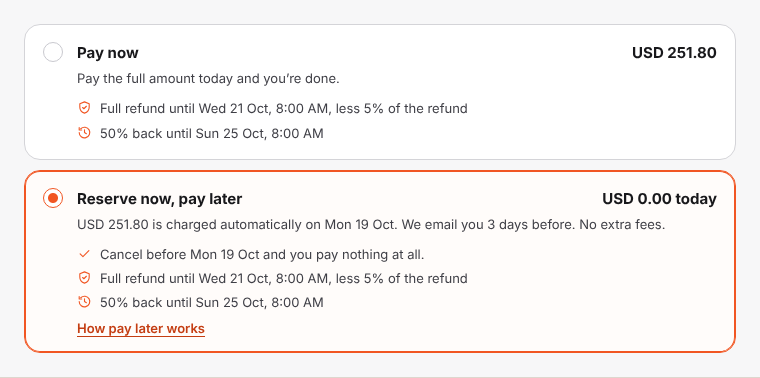 Pay now
USD 251.80
Pay the full amount today and you’re done.
Full refund until Wed 21 Oct, 8:00 AM, less 5% of the refund
50% back until Sun 25 Oct, 8:00 AM
Reserve now, pay later
USD 0.00 today
USD 251.80 is charged automatically on Mon 19 Oct. We email you 3 days before. No extra fees.
Cancel before Mon 19 Oct and you pay nothing at all.
Full refund until Wed 21 Oct, 8:00 AM, less 5% of the refund
50% back until Sun 25 Oct, 8:00 AM
How pay later works